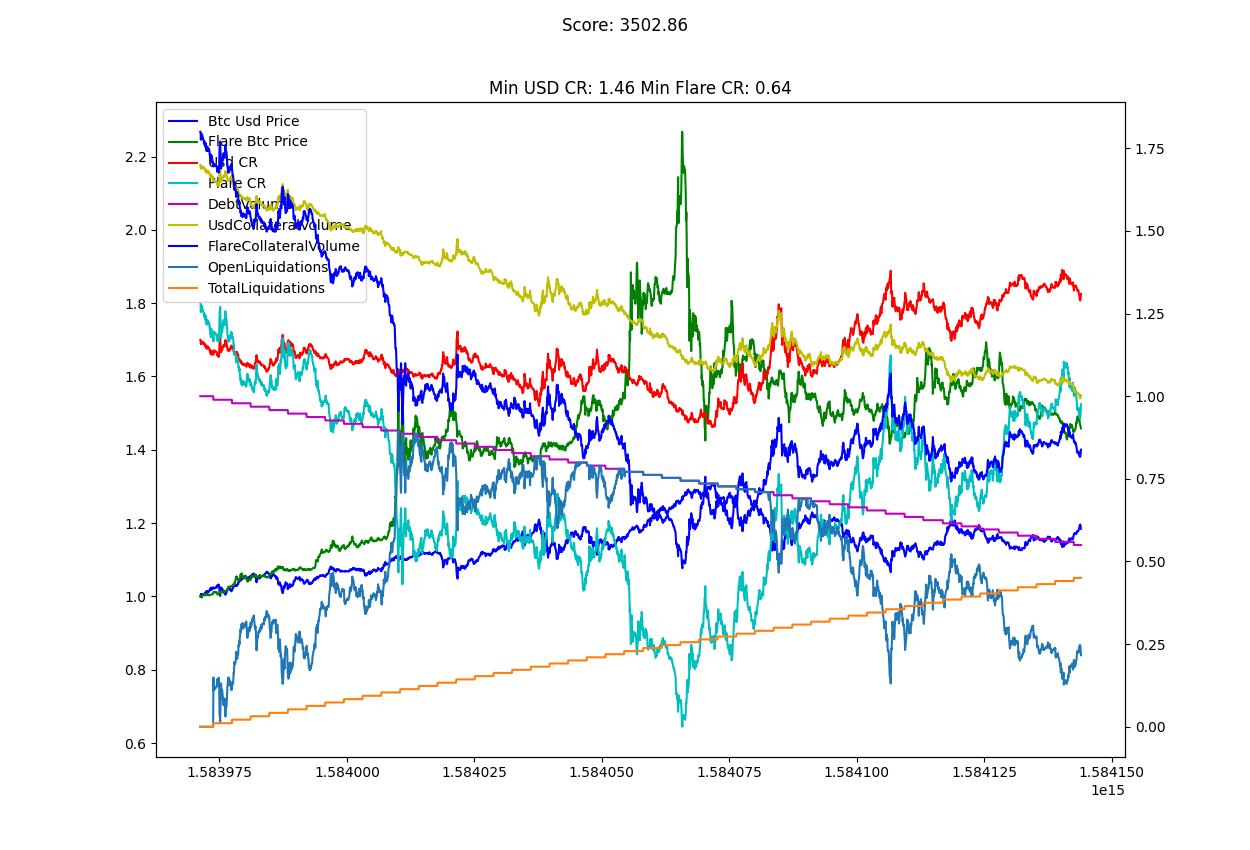 Score: 3502.86
Min USD CR: 1.46 Min Flare CR: 0.64
Btc Usd Price
Flare Btc Price
Usd CR
Flare CR
DebtVolume
UsdCollateralVolume
FlareCollateralVolume
OpenLiquidations
TotalLiquidations
2.2
2.0
1.8
1.6
1.4
1.2
1.0
0.8
0.6
1.75
1.50
1.25
1.00
0.75
0.50
0.25
0.00
1.583975 1.584000 1.584025 1.584050 1.584075 1.584100 1.584125 1.584150
1e15